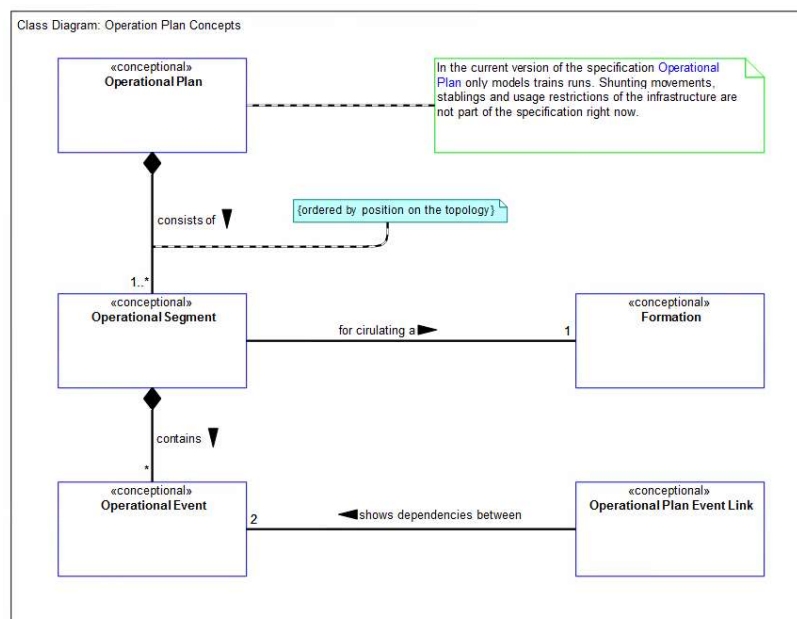 Class Diagram: Operation Plan Concepts
«conceptional»
Operational Plan
In the current version of the specification Operational
Plan only models trains runs. Shunting movements,
stablings and usage restrictions of the infrastructure are
not part of the specification right now.
consists of
{ordered by position on the topology}
1..*
«conceptional»
Operational Segment
for cirulating a
1
«conceptional»
Formation
contains
*
«conceptional»
Operational Event
2
shows dependencies between
«conceptional»
Operational Plan Event Link